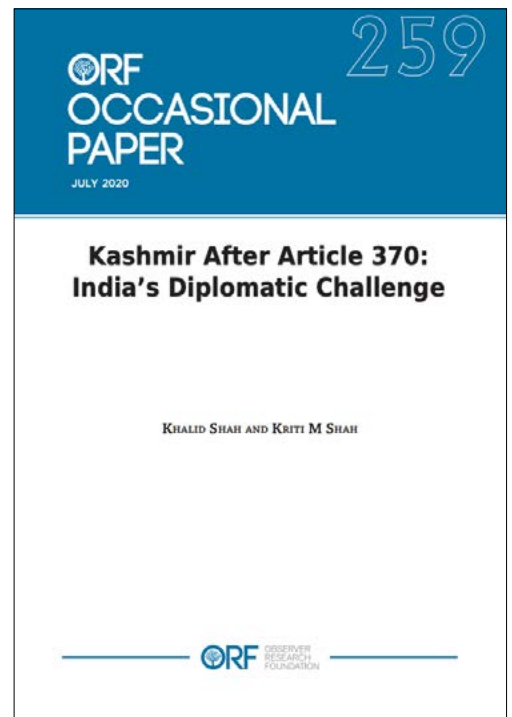 259
ORF
OCCASIONAL
PAPER
JULY 2020
Kashmir After Article 370:
India's Diplomatic Challenge
KHALID SHAH AND KRITI M SHAH
ORF OBSERVER
RESEARCH
FOUNDATION